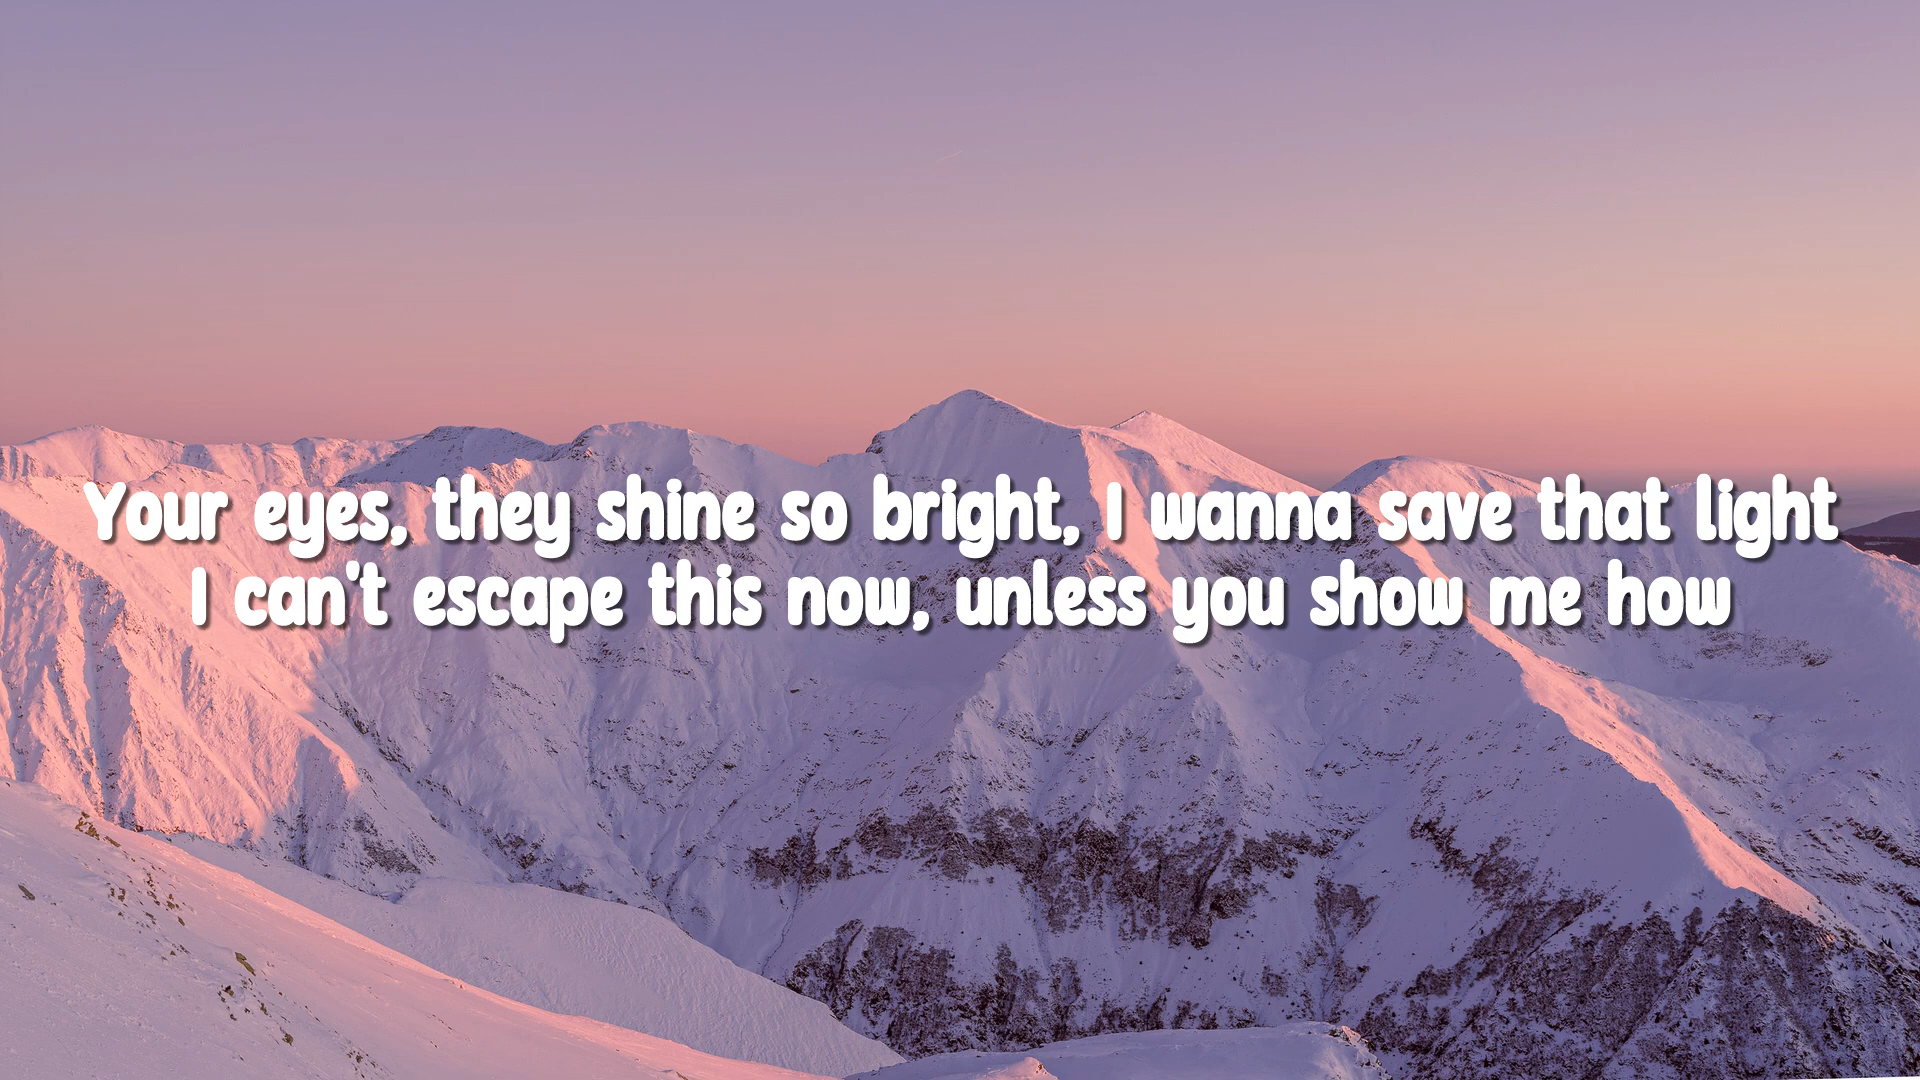 Your eyes, they shine so bright, I wanna save that light
I can't escape this now, unless you show me how